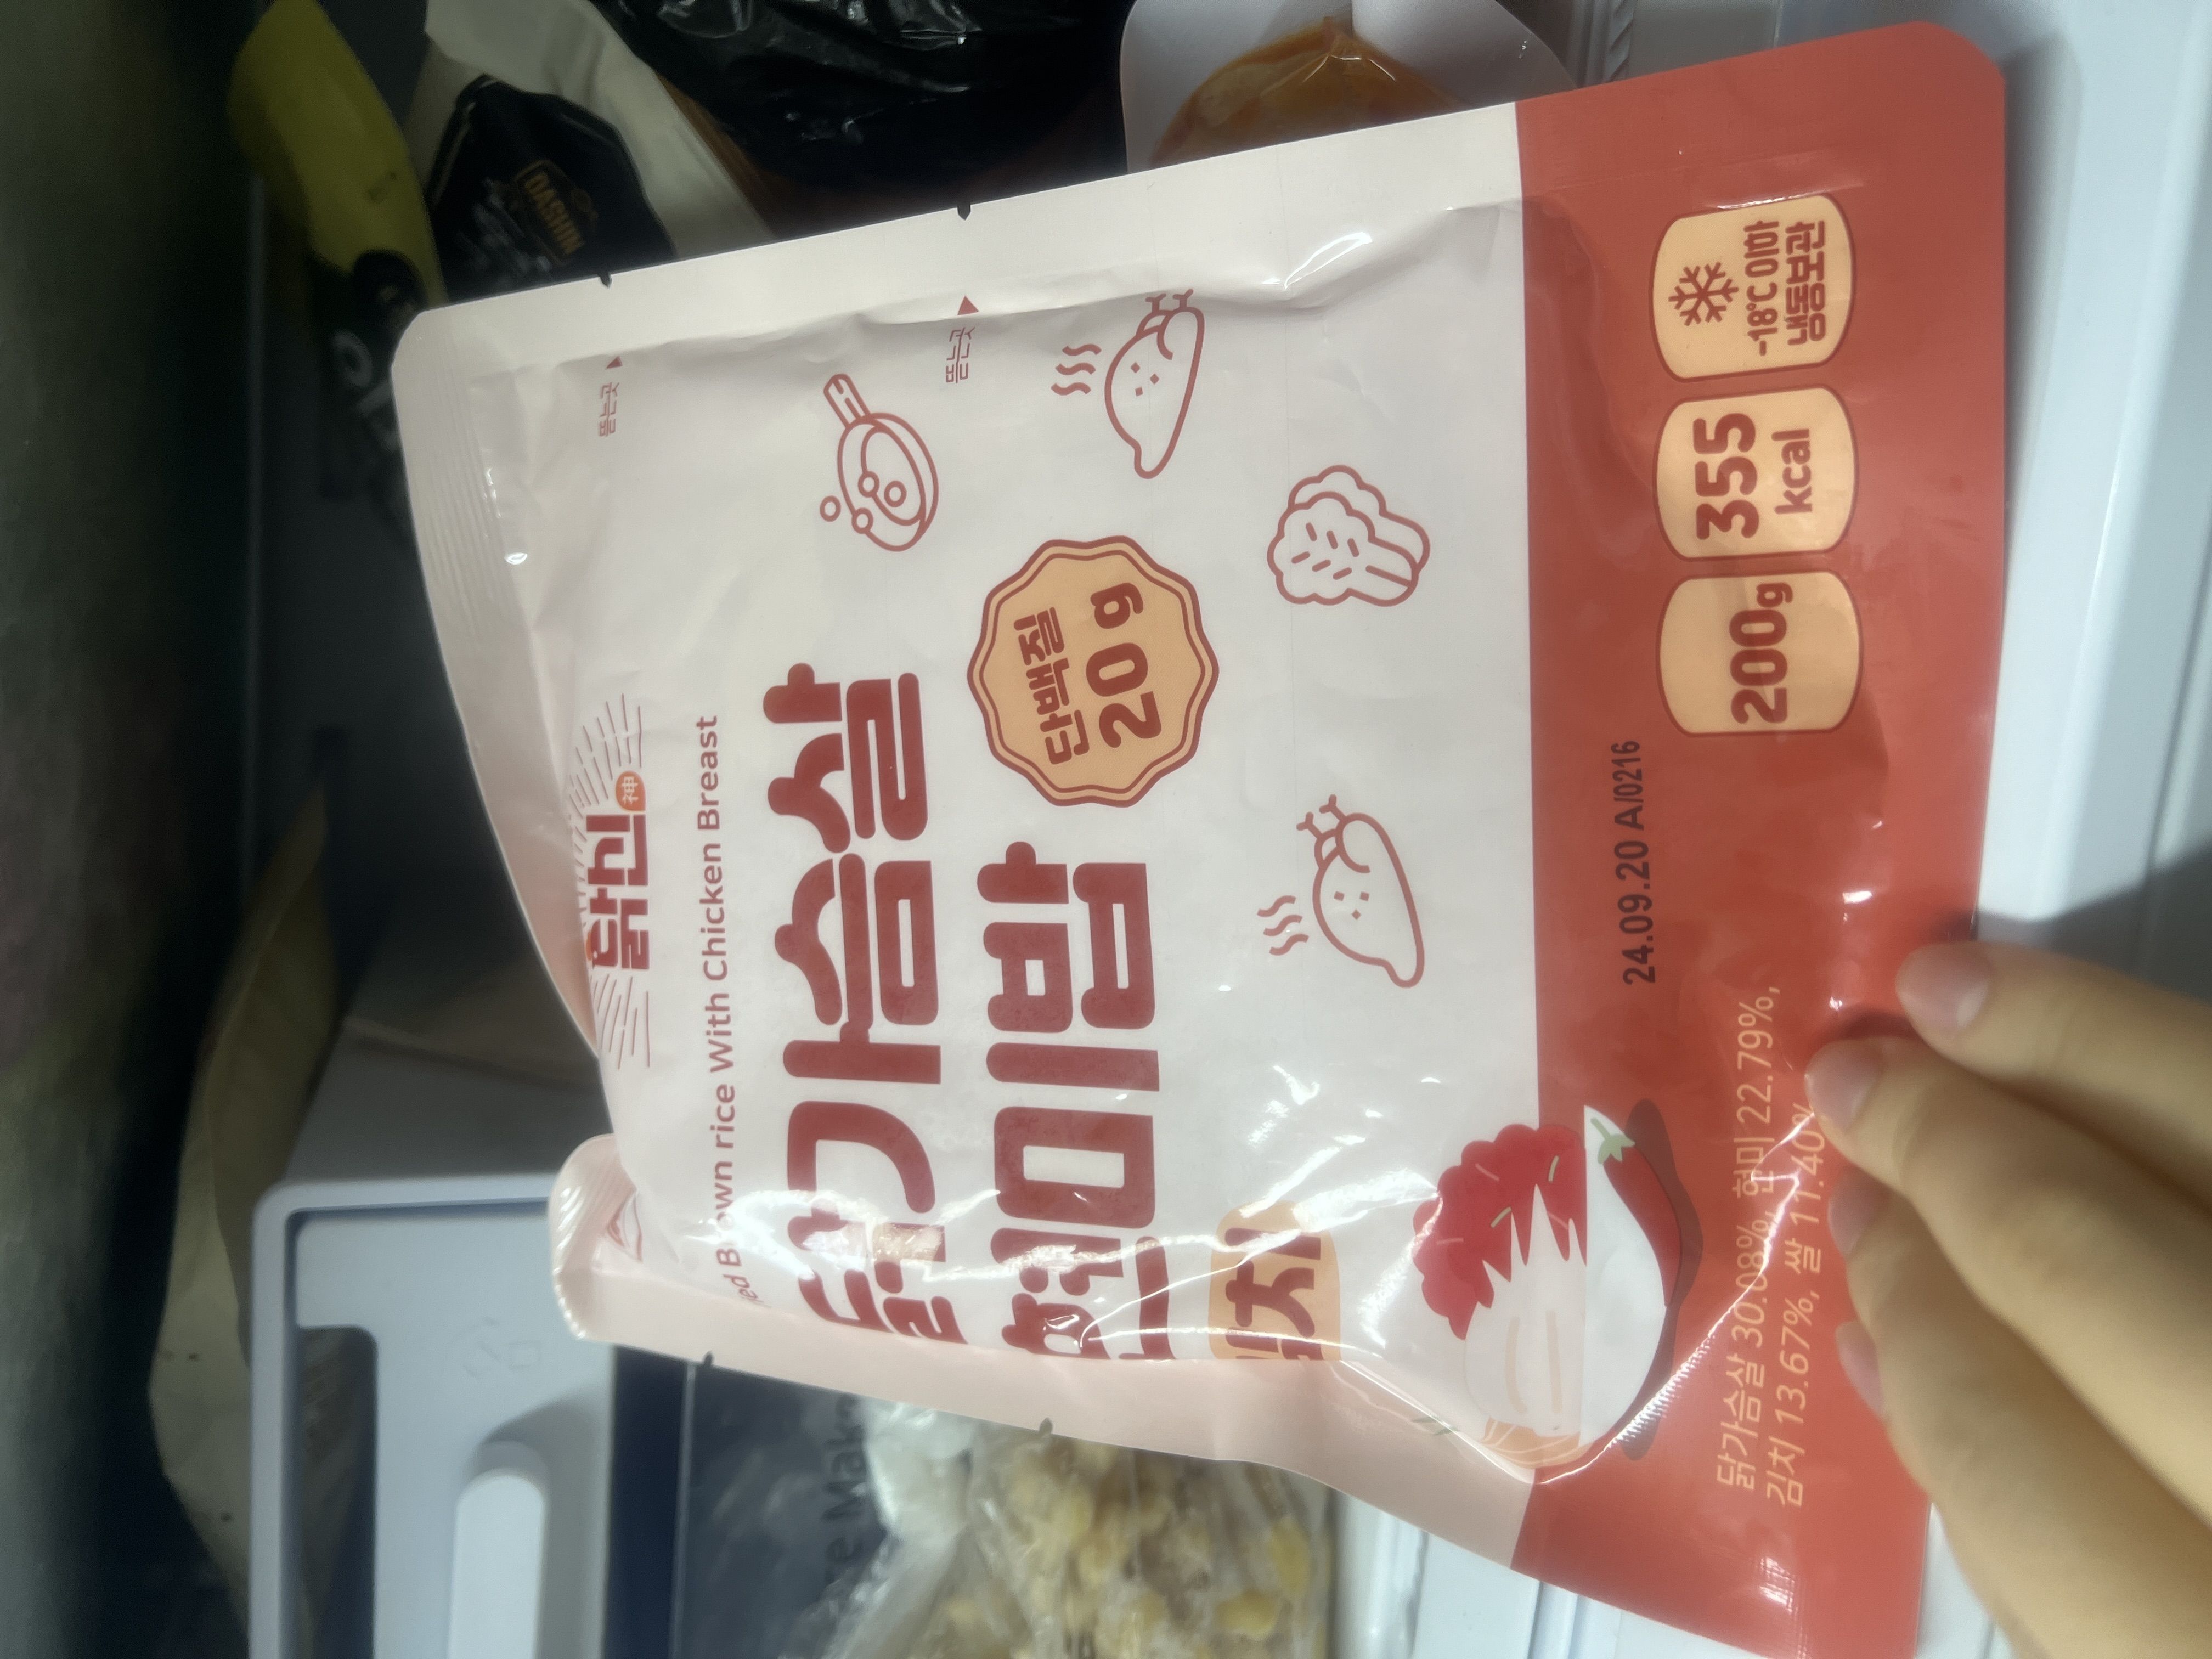 닭신 神
Brown rice With Chicken Breast
닭가슴살
현미밥
김치
단백질
20g
뜯는곳
뜯는곳
24.09.20 A/0216
닭가슴살 30.08%, 현미 22.79%,
김치 13.67%, 쌀 11.40%
200g
355
kcal
-18℃ 이하
냉동보관
DASHIN